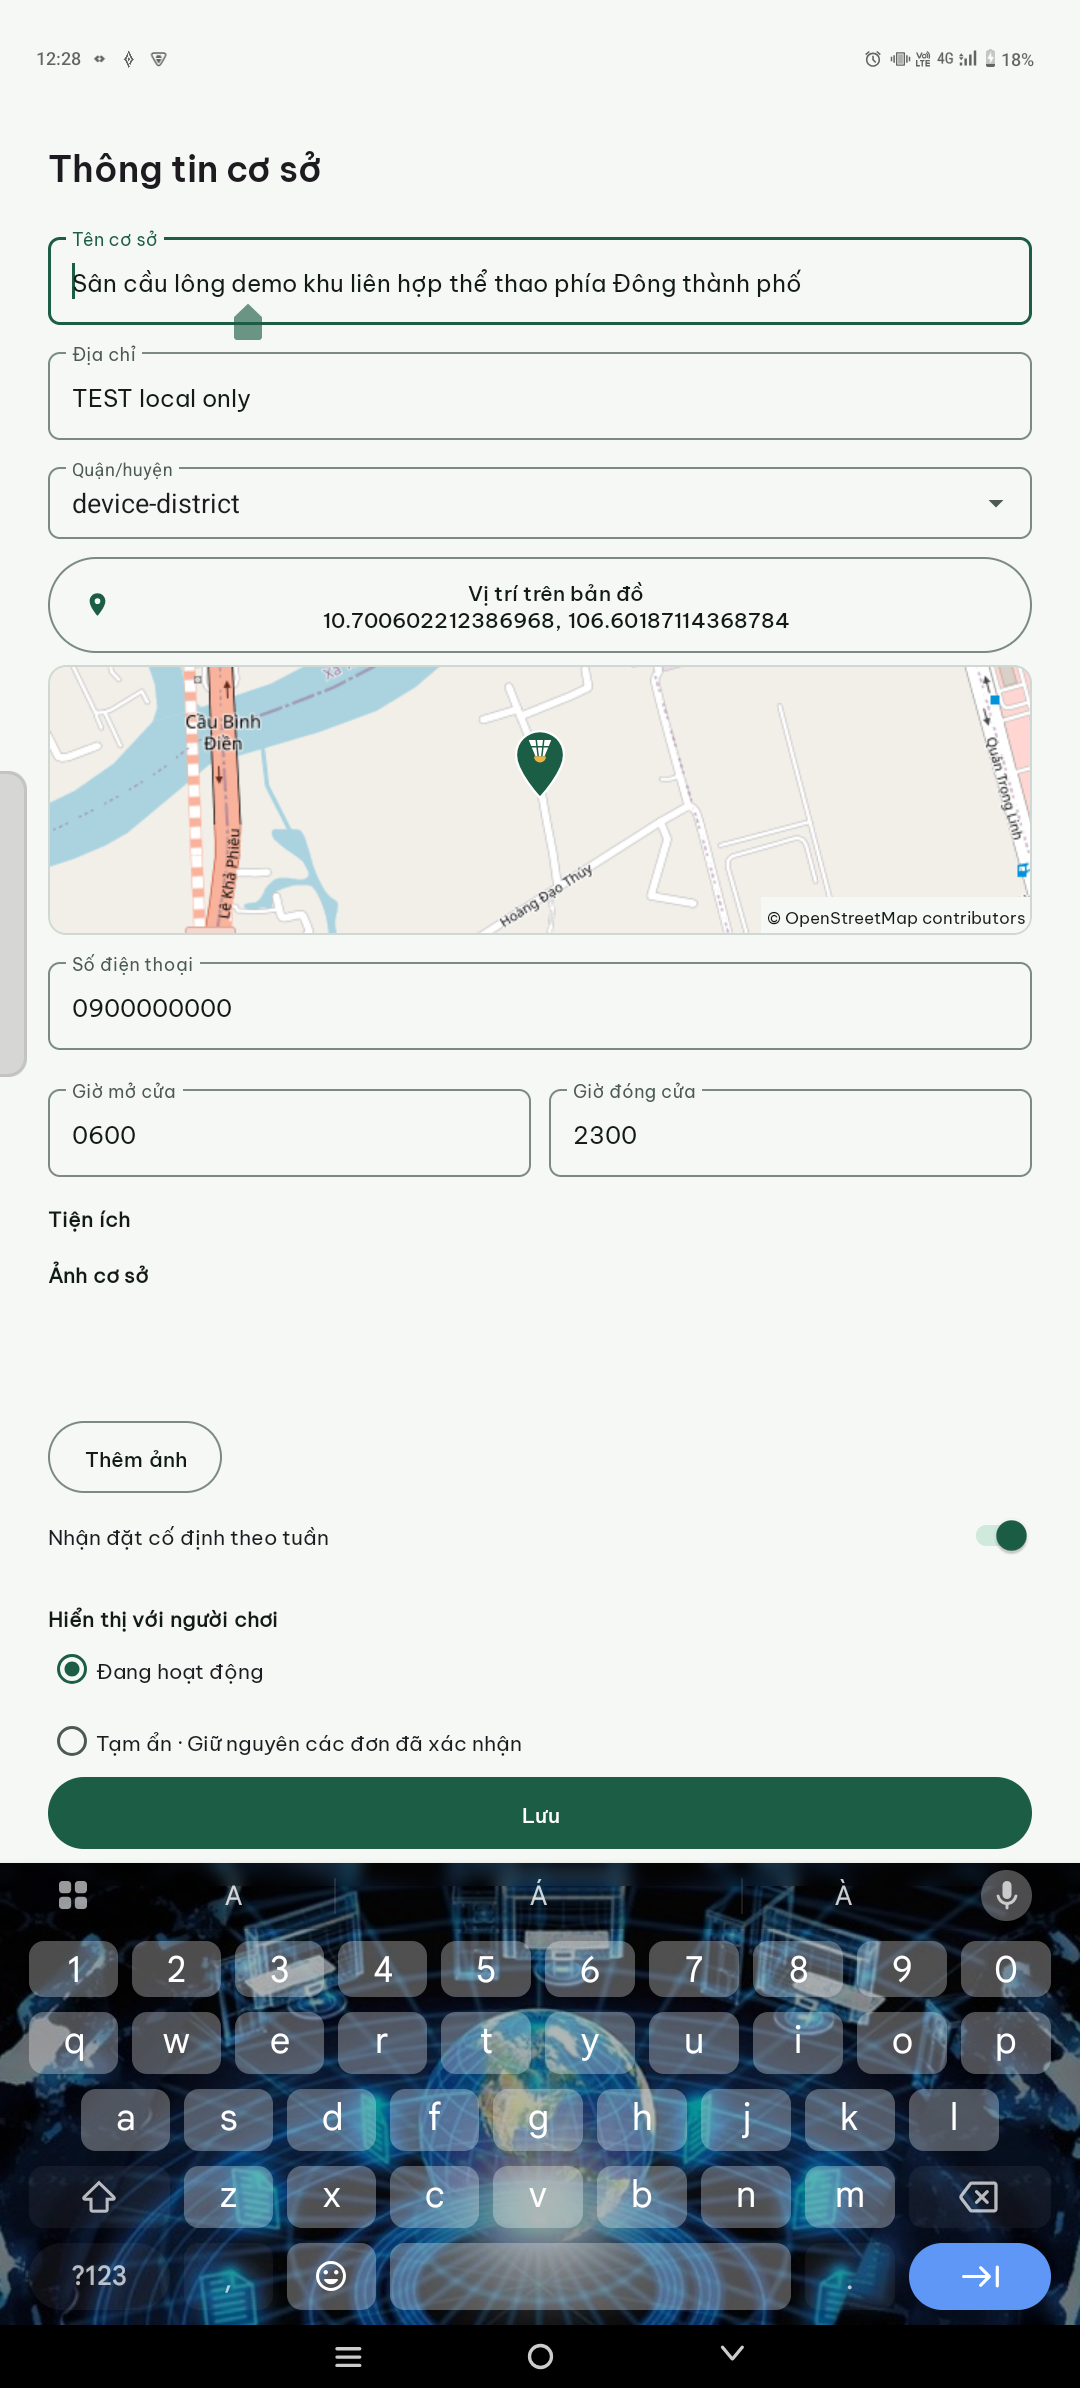 12:28
VoLTE 4G 18%
Thông tin cơ sở
Tên cơ sở
Sân cầu lông demo khu liên hợp thể thao phía Đông thành phố
Địa chỉ
TEST local only
Quận/huyện
device-district
Vị trí trên bản đồ
10.700602212386968, 106.60187114368784
Cầu Bình
Điền
Lê Khả Phiêu
Hoàng Đạo Thúy
Quản Trọng Linh
© OpenStreetMap contributors
Số điện thoại
0900000000
Giờ mở cửa
0600
Giờ đóng cửa
2300
Tiện ích
Ảnh cơ sở
Thêm ảnh
Nhận đặt cố định theo tuần
Hiển thị với người chơi
Đang hoạt động
Tạm ẩn · Giữ nguyên các đơn đã xác nhận
Lưu
A Á À
1 2 3 4 5 6 7 8 9 0
q w e r t y u i o p
a s d f g h j k l
z x c v b n m
?123 , .